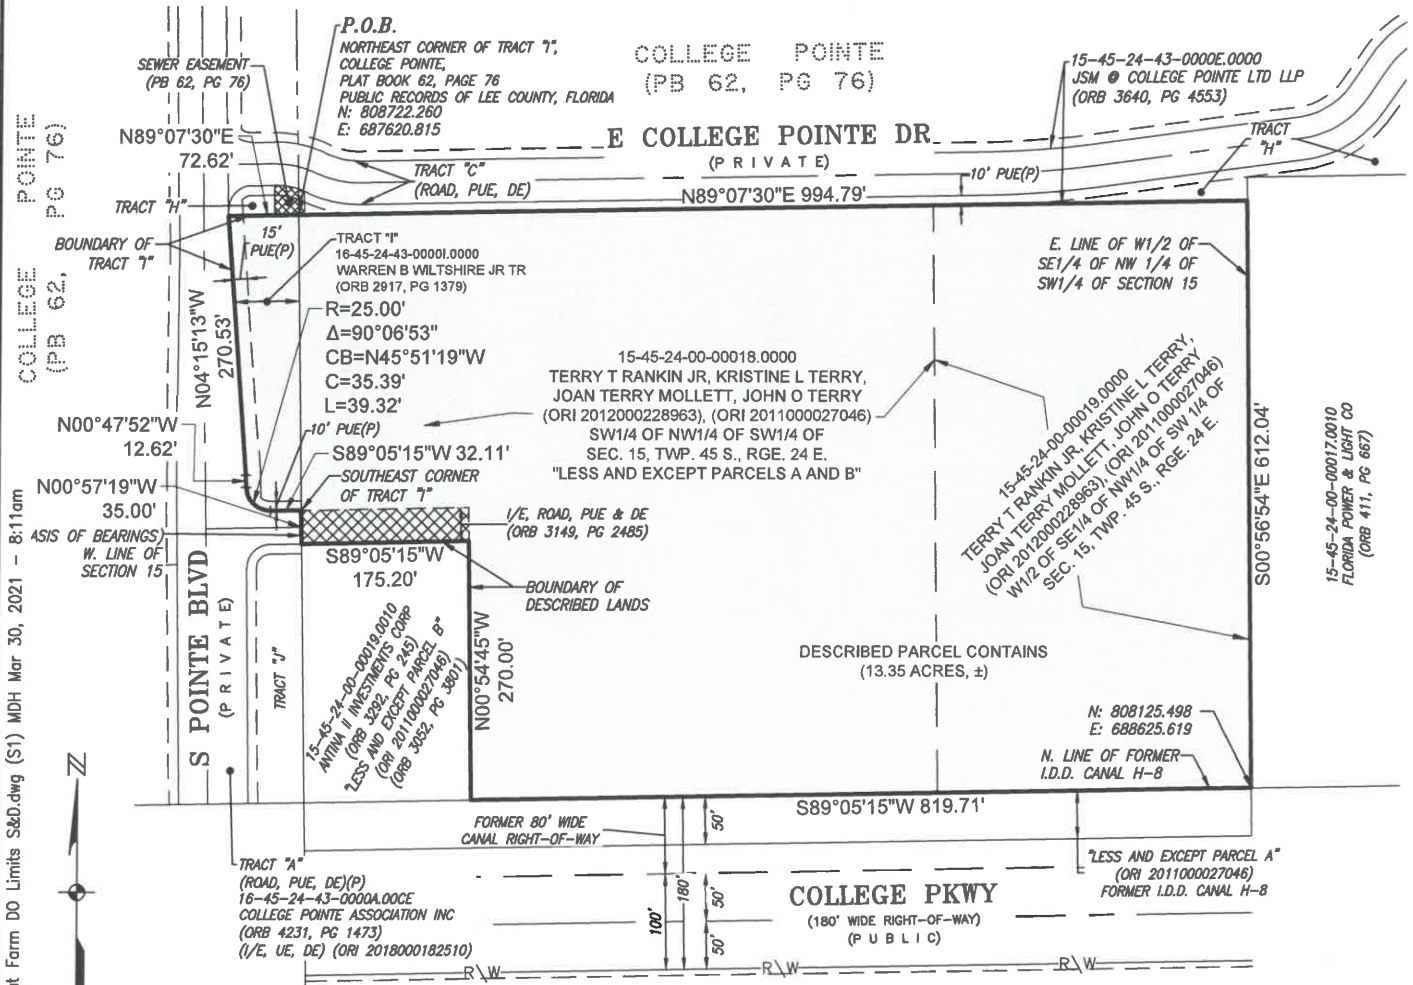 P.O.B.
NORTHEAST CORNER OF TRACT "I",
COLLEGE POINTE,
PLAT BOOK 62, PAGE 76
PUBLIC RECORDS OF LEE COUNTY, FLORIDA
N: 808722.260
E: 687620.815
SEWER EASEMENT
(PB 62, PG 76)
COLLEGE POINTE
(PB 62, PG 76)
15-45-24-43-0000E.0000
JSM @ COLLEGE POINTE LTD LLP
(ORB 3640, PG 4553)
COLLEGE POINTE
(PB 62, PG 76)
N89°07'30"E
72.62'
E COLLEGE POINTE DR
(PRIVATE)
TRACT
"H"
TRACT "C"
(ROAD, PUE, DE)
10' PUE(P)
N89°07'30"E 994.79'
TRACT "H"
15'
PUE(P)
BOUNDARY OF
TRACT "I"
TRACT "I"
16-45-24-43-0000I.0000
WARREN B WILTSHIRE JR TR
(ORB 2917, PG 1379)
E. LINE OF W1/2 OF
SE1/4 OF NW 1/4 OF
SW1/4 OF SECTION 15
N04°15'13"W
270.53'
R=25.00'
Δ=90°06'53"
CB=N45°51'19"W
C=35.39'
L=39.32'
15-45-24-00-00018.0000
TERRY T RANKIN JR, KRISTINE L TERRY,
JOAN TERRY MOLLETT, JOHN O TERRY
(ORI 2012000228963), (ORI 2011000027046)
SW1/4 OF NW1/4 OF SW1/4 OF
SEC. 15, TWP. 45 S., RGE. 24 E.
"LESS AND EXCEPT PARCELS A AND B"
15-45-24-00-00019.0000
TERRY T RANKIN JR, KRISTINE L TERRY,
JOAN TERRY MOLLETT, JOHN O TERRY
(ORI 2012000228963), (ORI 2011000027046)
W1/2 OF SE1/4 OF NW1/4 OF SW 1/4 OF
SEC. 15, TWP. 45 S., RGE. 24 E.
S00°56'54"E 612.04'
15-45-24-00-00017.0010
FLORIDA POWER & LIGHT CO
(ORB 411, PG 667)
N00°47'52"W
12.62'
10' PUE(P)
S89°05'15"W 32.11'
SOUTHEAST CORNER
OF TRACT "I"
N00°57'19"W
35.00'
ASIS OF BEARINGS)
W. LINE OF
SECTION 15
I/E, ROAD, PUE & DE
(ORB 3149, PG 2485)
S89°05'15"W
175.20'
BOUNDARY OF
DESCRIBED LANDS
S POINTE BLVD
(PRIVATE)
TRACT "J"
15-45-24-00-00019.0010
ANTINA II INVESTMENTS CORP
(ORB 3292, PG 245)
"LESS AND EXCEPT PARCEL B"
(ORI 2011000027046)
(ORB 3052, PG 3801)
N00°54'45"W
270.00'
DESCRIBED PARCEL CONTAINS
(13.35 ACRES, ±)
N: 808125.498
E: 688625.619
N. LINE OF FORMER
I.D.D. CANAL H-8
S89°05'15"W 819.71'
FORMER 80' WIDE
CANAL RIGHT-OF-WAY
50'
180'
100'
50'
50'
COLLEGE PKWY
(180' WIDE RIGHT-OF-WAY)
(PUBLIC)
"LESS AND EXCEPT PARCEL A"
(ORI 2011000027046)
FORMER I.D.D. CANAL H-8
TRACT "A"
(ROAD, PUE, DE)(P)
16-45-24-43-0000A.00CE
COLLEGE POINTE ASSOCIATION INC
(ORB 4231, PG 1473)
(I/E, UE, DE) (ORI 2018000182510)
R\W
R\W
R\W
N
t Farm DO Limits S&D.dwg (S1) MDH Mar 30, 2021 - 8:11am